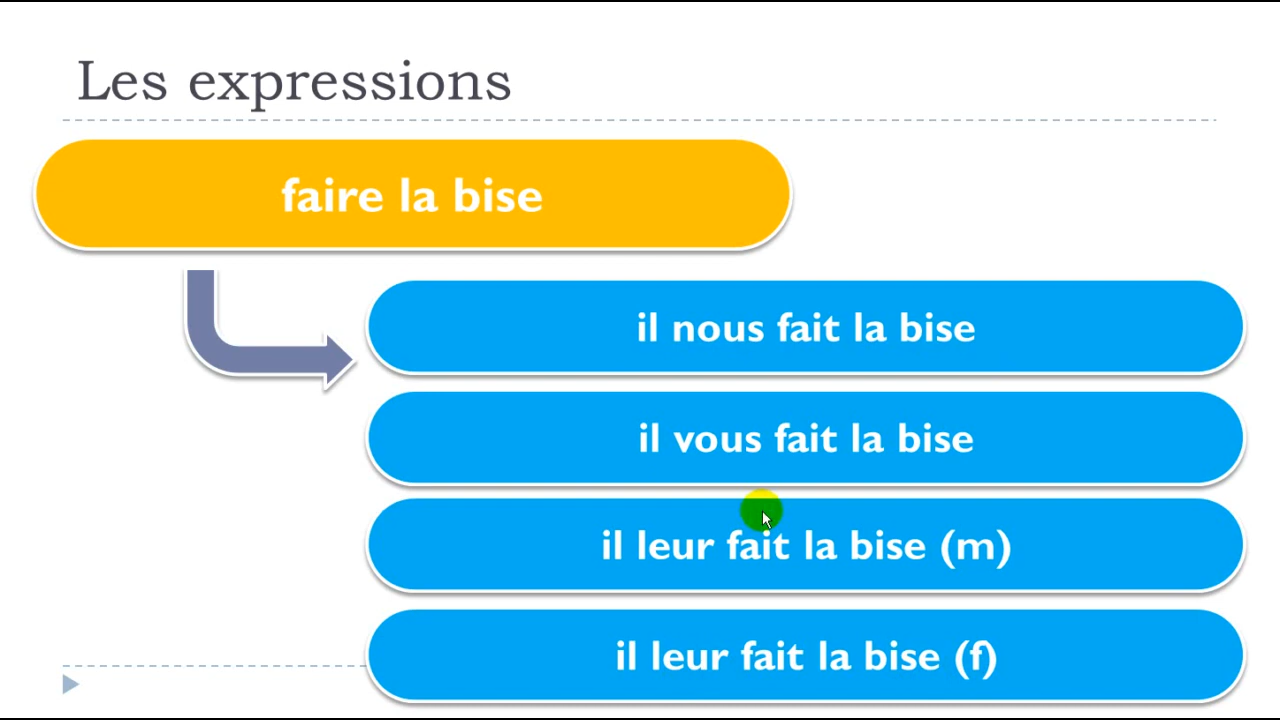 Les expressions
faire la bise
il nous fait la bise
il vous fait la bise
il leur fait la bise (m)
il leur fait la bise (f)